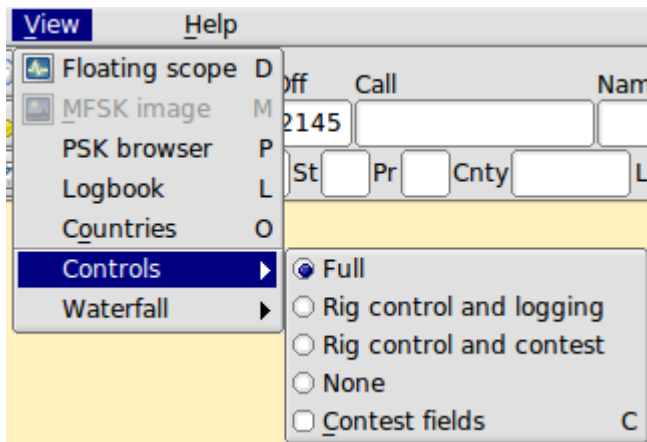 View Help
Floating scope D
MFSK image M
PSK browser P
Logbook L
Countries O
Controls
Waterfall
Off Call Nam
2145
St Pr Cnty L
Full
Rig control and logging
Rig control and contest
None
Contest fields C